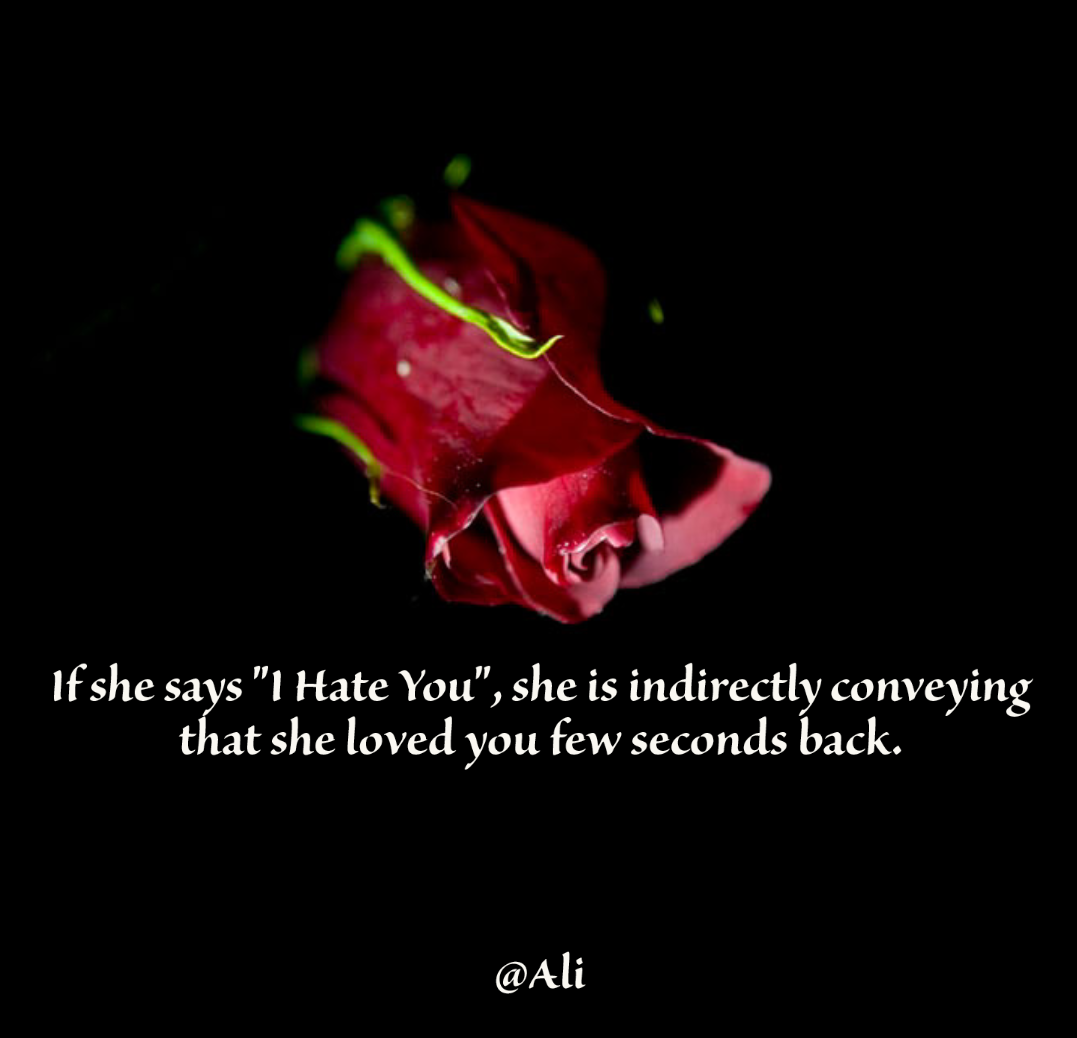 If she says "I Hate You", she is indirectly conveying
that she loved you few seconds back.
@Ali